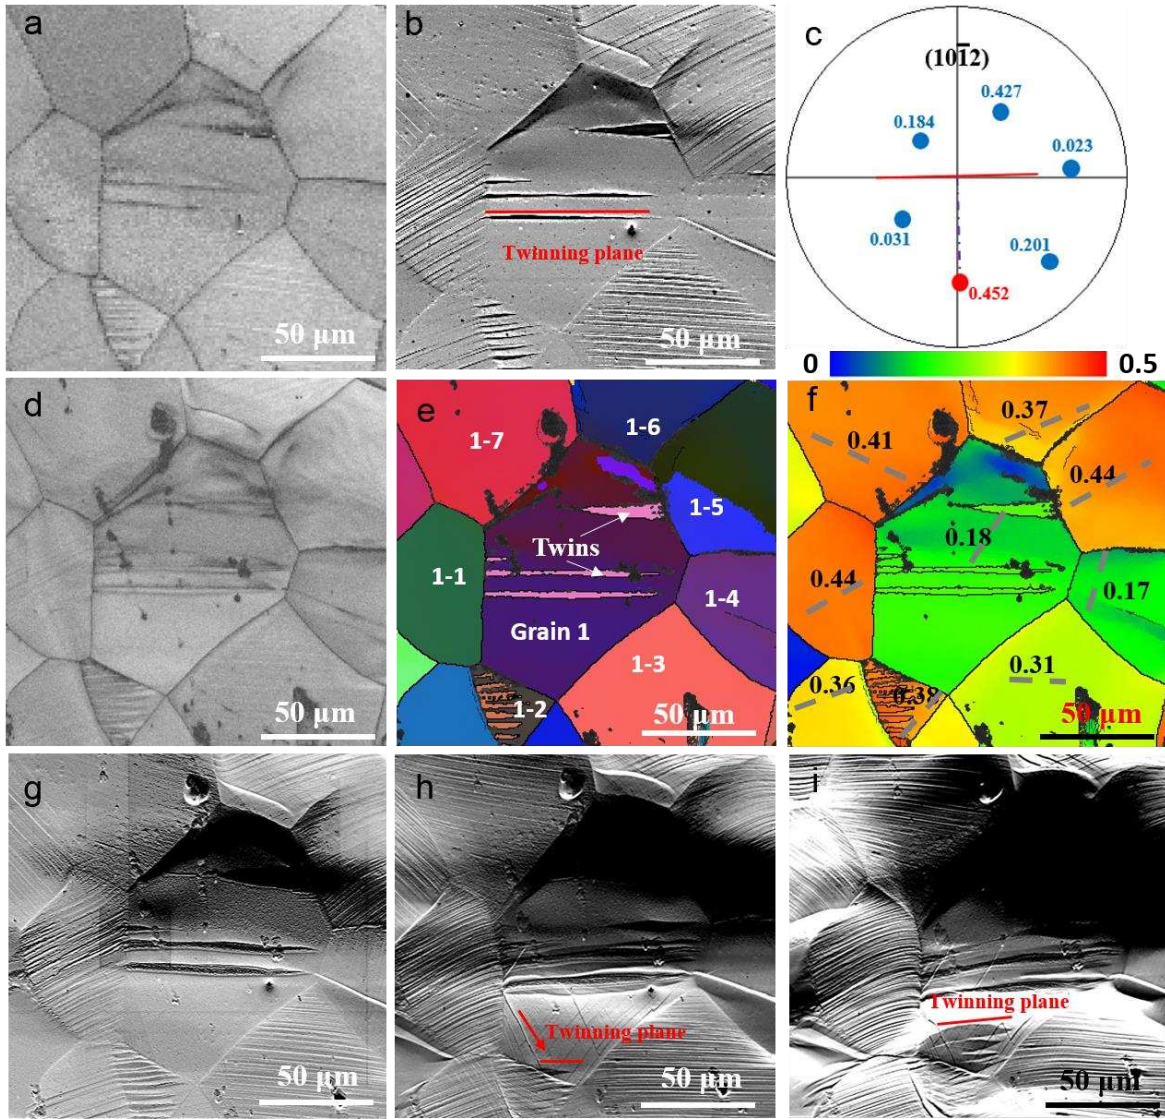 a
50 µm
b
Twinning plane
50 µm
c
(101̄2)
0.427
0.184
0.023
0.031
0.201
0.452
0
0.5
d
50 µm
e
1-7
1-6
1-5
Twins
1-1
1-4
Grain 1
1-3
1-2
50 µm
f
0.37
0.41
0.44
0.18
0.44
0.17
0.31
0.36
0.38
50 µm
g
50 µm
h
Twinning plane
50 µm
i
Twinning plane
50 µm